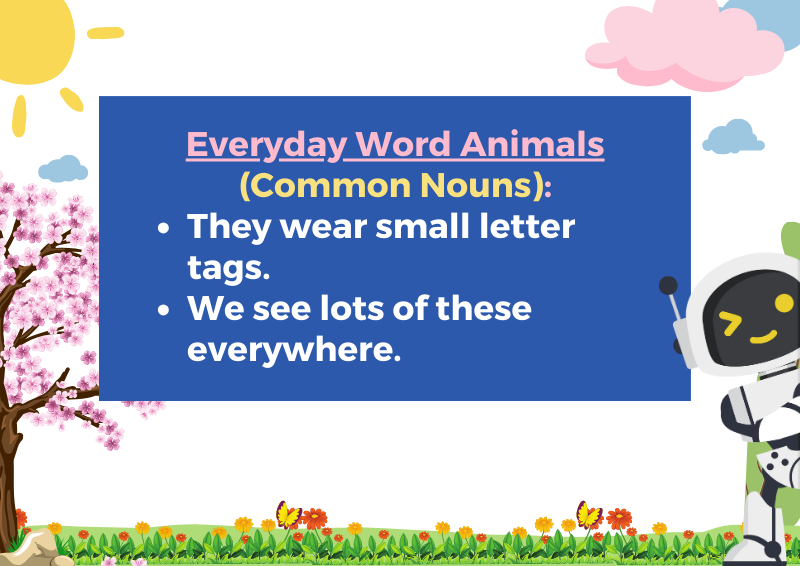 Everyday Word Animals
(Common Nouns):
• They wear small letter
tags.
• We see lots of these
everywhere.